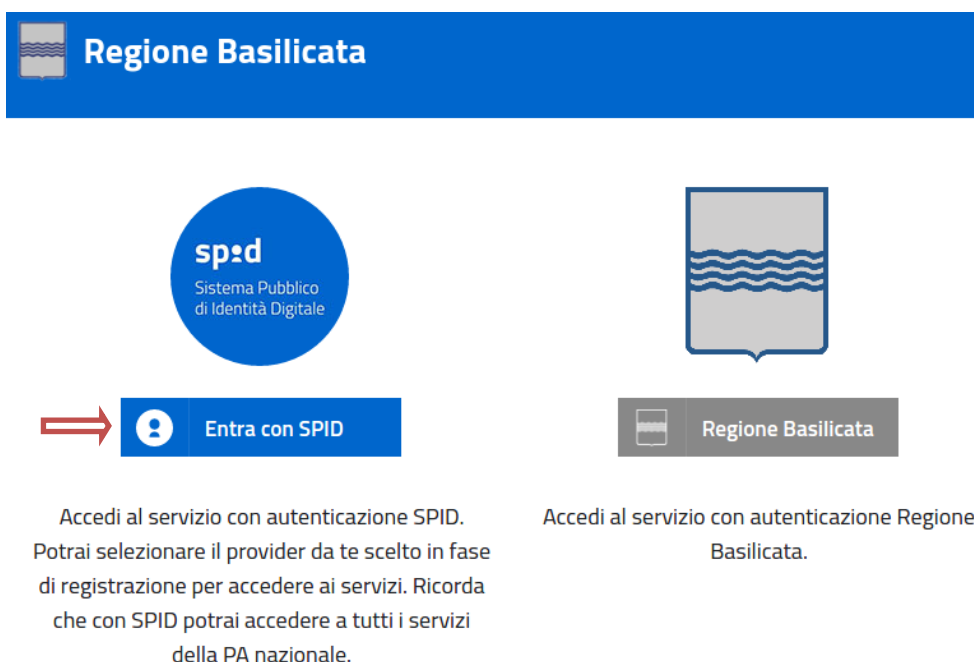 Regione Basilicata
spid
Sistema Pubblico
di Identità Digitale
Entra con SPID
Accedi al servizio con autenticazione SPID.
Potrai selezionare il provider da te scelto in fase
di registrazione per accedere ai servizi. Ricorda
che con SPID potrai accedere a tutti i servizi
della PA nazionale.
Regione Basilicata
Accedi al servizio con autenticazione Regione
Basilicata.